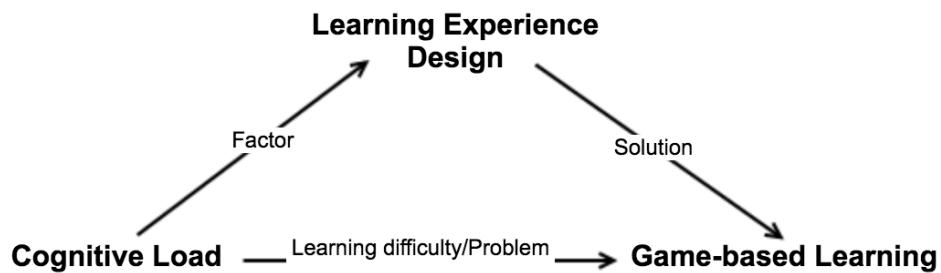 Learning Experience
Design
Factor
Solution
Learning difficulty/Problem
Cognitive Load
Game-based Learning